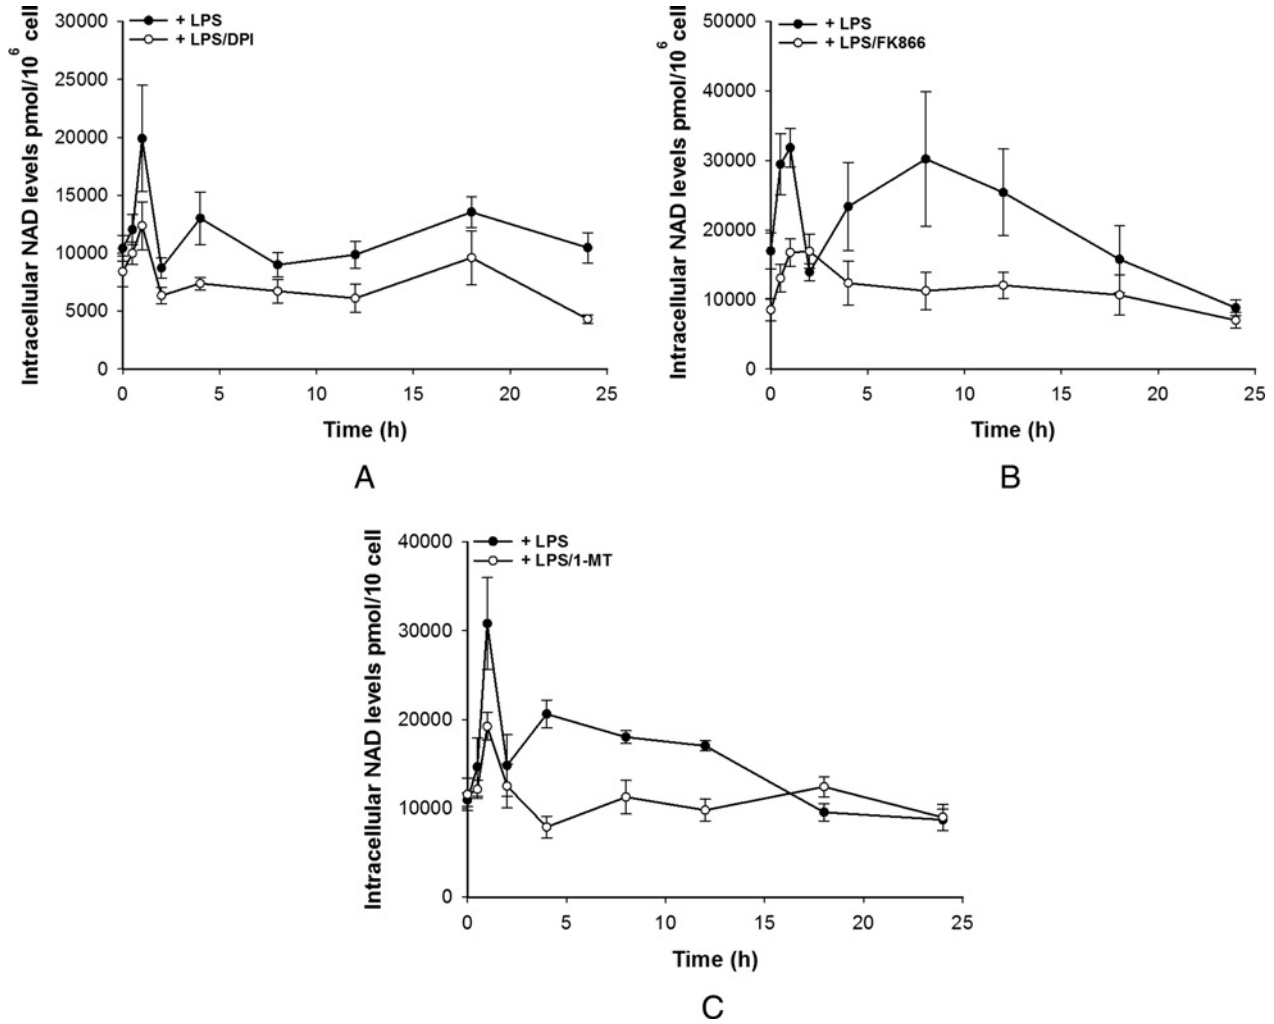 + LPS
+ LPS/DPI
Intracellular NAD levels pmol/10^6 cell
30000
25000
20000
15000
10000
5000
0
0 5 10 15 20 25
Time (h)
A
+ LPS
+ LPS/FK866
Intracellular NAD levels pmol/10^6 cell
50000
40000
30000
20000
10000
0
0 5 10 15 20 25
Time (h)
B
+ LPS
+ LPS/1-MT
Intracellular NAD levels pmol/10 cell
40000
30000
20000
10000
0
0 5 10 15 20 25
Time (h)
C